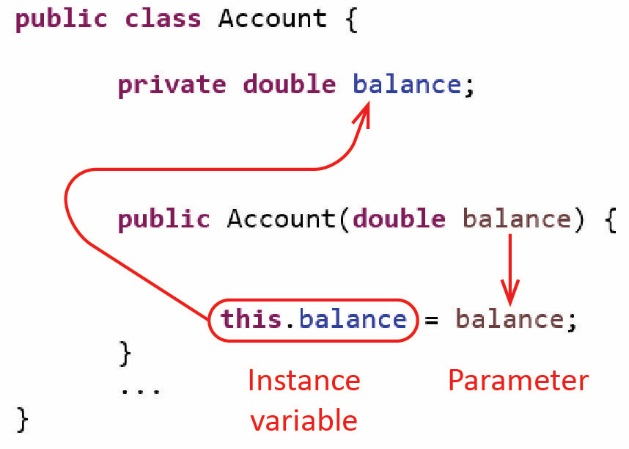 public class Account {
private double balance;
public Account(double balance) {
this.balance = balance;
}
...
Instance
variable
Parameter
}